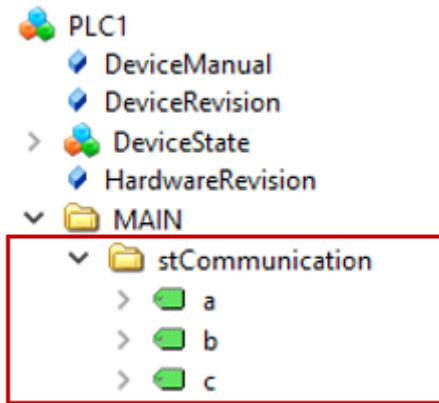 PLC1
DeviceManual
DeviceRevision
DeviceState
HardwareRevision
MAIN
stCommunication
a
b
c